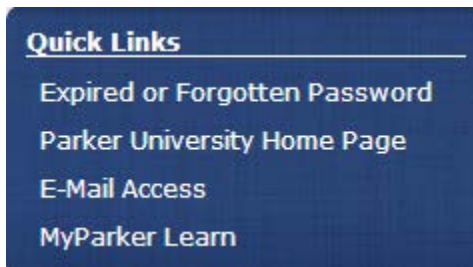 Quick Links
Expired or Forgotten Password
Parker University Home Page
E-Mail Access
MyParker Learn